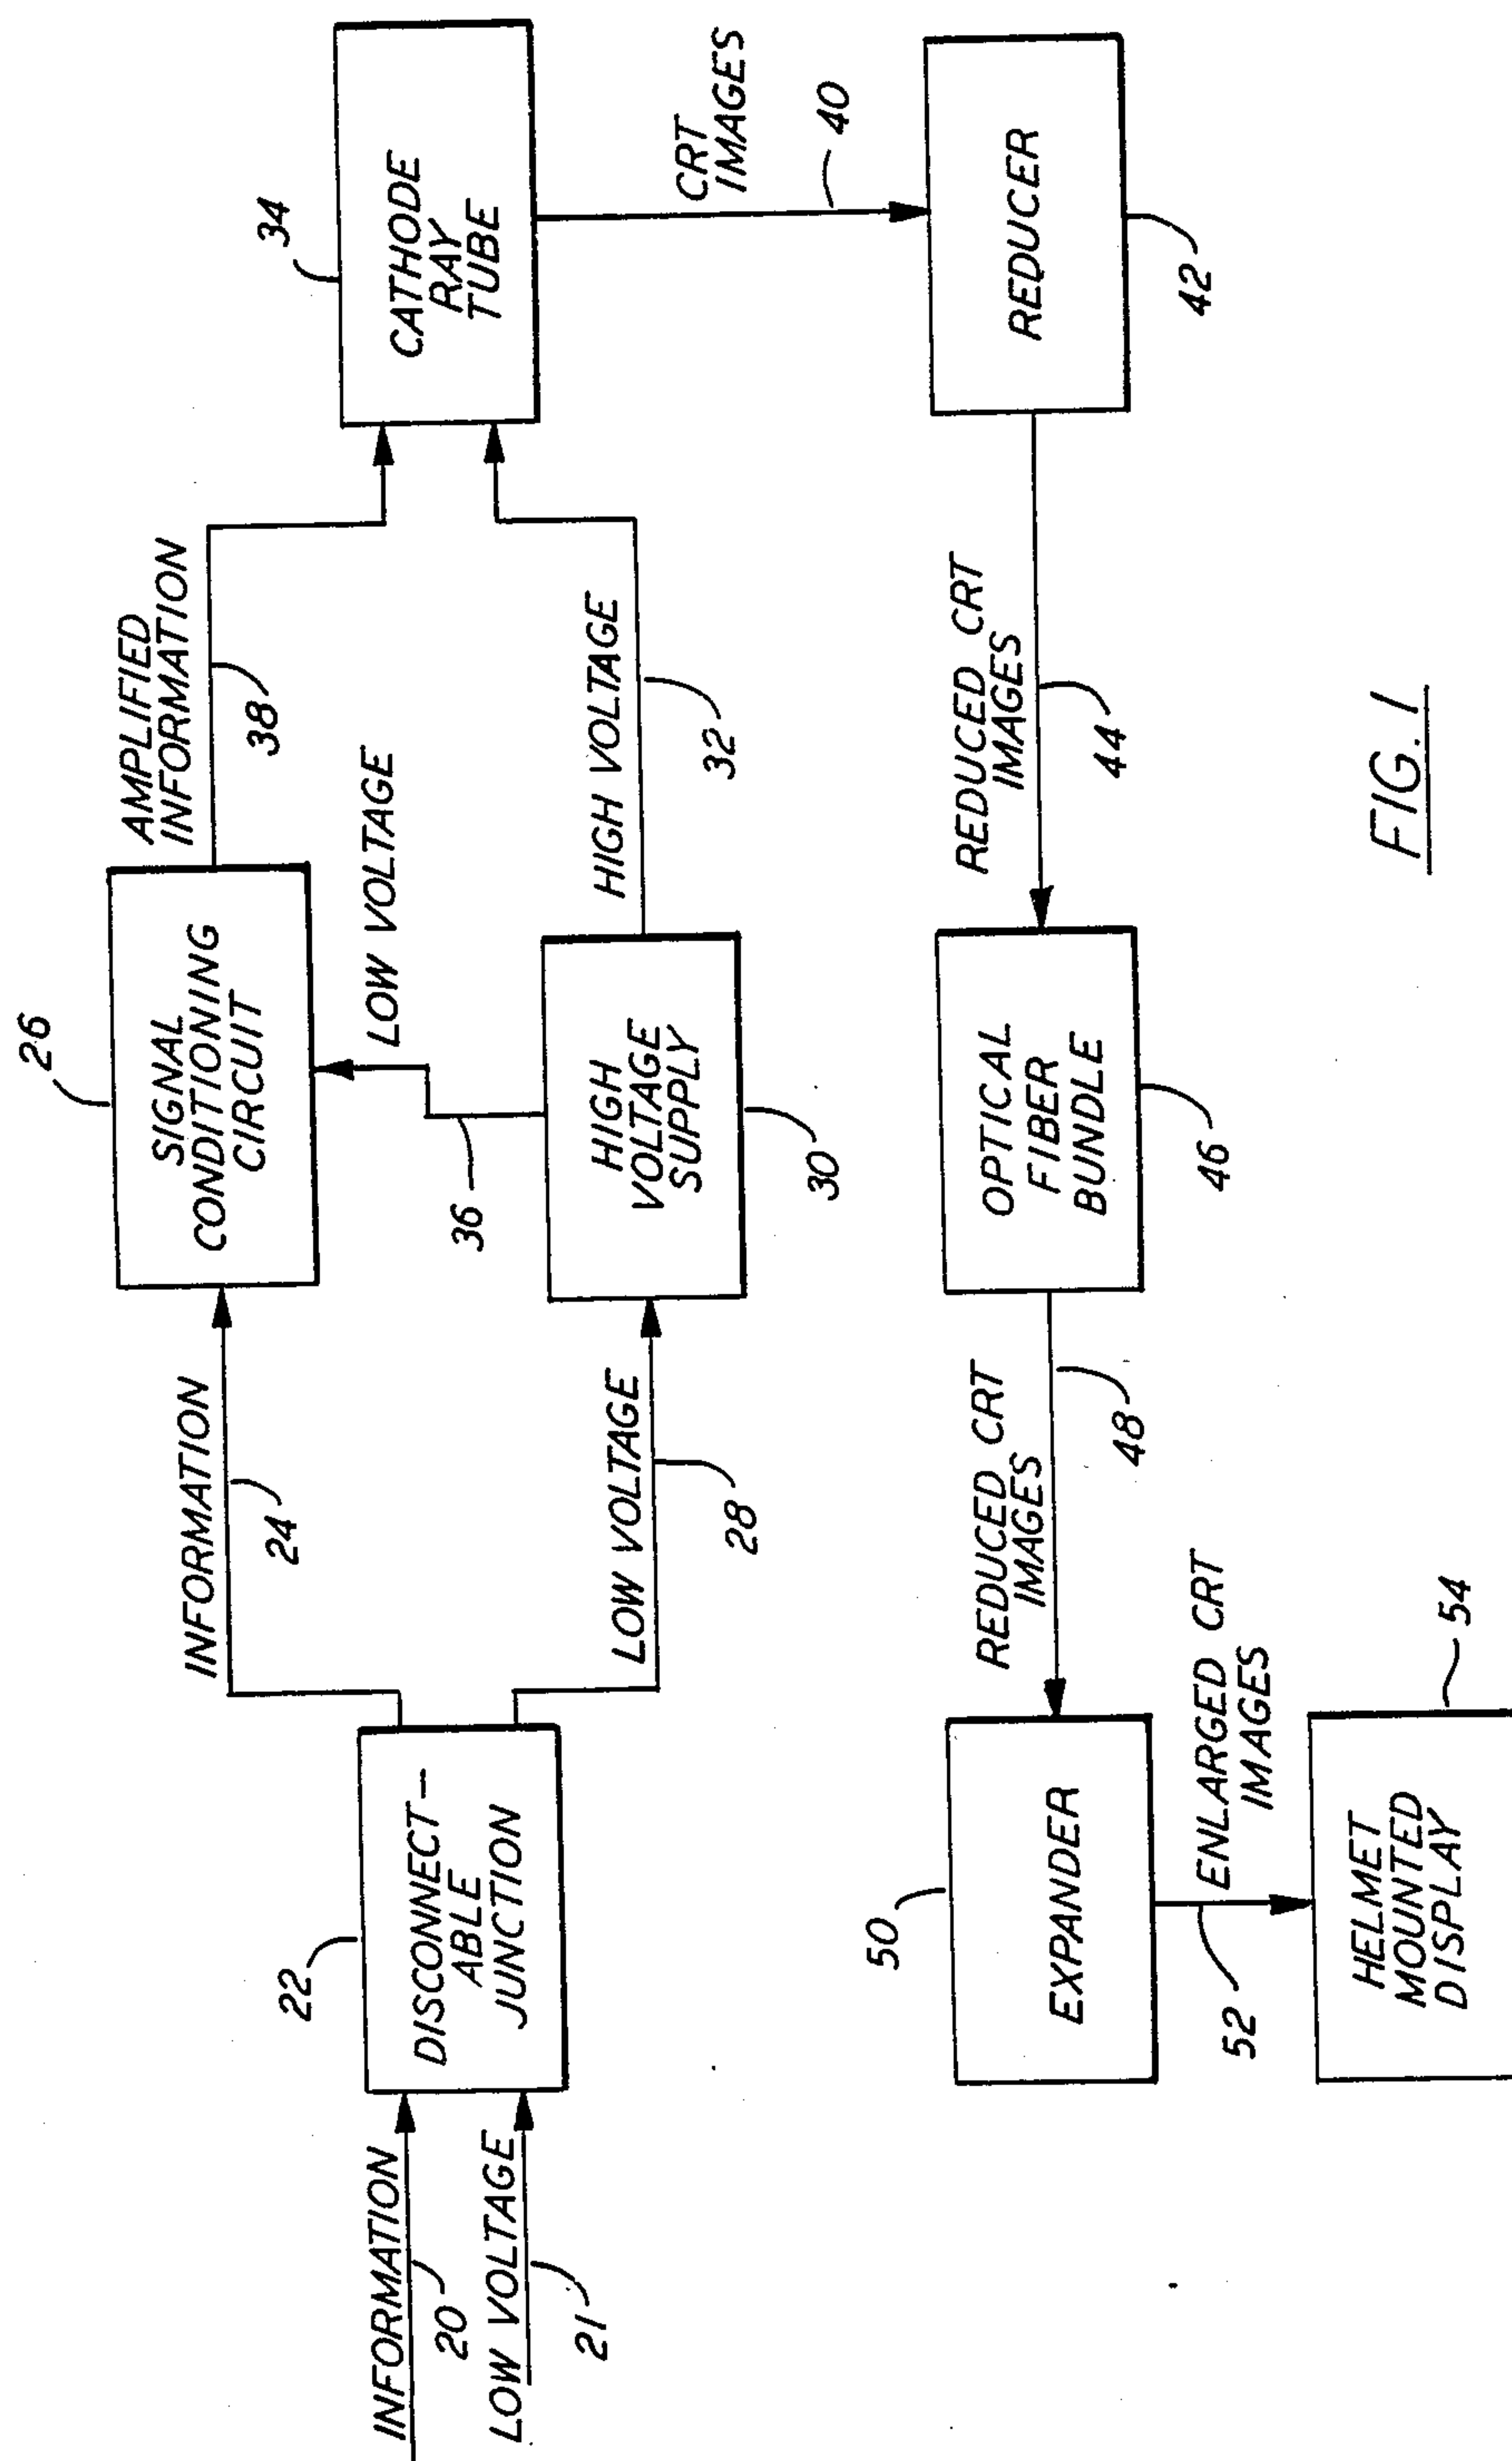 INFORMATION
20
LOW VOLTAGE
21
22
DISCONNECT-
ABLE
JUNCTION
INFORMATION
24
LOW VOLTAGE
28
26
SIGNAL
CONDITIONING
CIRCUIT
36
LOW VOLTAGE
HIGH
VOLTAGE
SUPPLY
30
AMPLIFIED
INFORMATION
38
HIGH VOLTAGE
32
34
CATHODE
RAY
TUBE
CRT
IMAGES
40
REDUCER
42
REDUCED CRT
IMAGES
44
OPTICAL
FIBER
BUNDLE
46
REDUCED CRT
IMAGES
48
50
EXPANDER
52
ENLARGED CRT
IMAGES
HELMET
MOUNTED
DISPLAY
54
FIG. 1